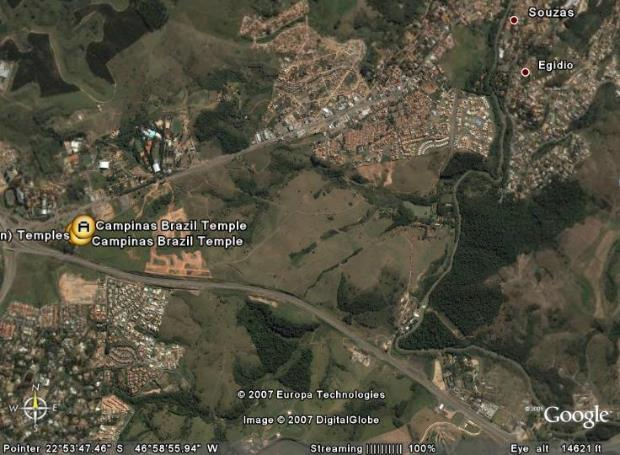 Souzas
Egidio
Campinas Brazil Temple
n) Temples
Campinas Brazil Temple
N
W E
S
© 2007 Europa Technologies
Image © 2007 DigitalGlobe
Google
Pointer 22°53'47.46" S 46°58'55.94" W Streaming |||||||||| 100% Eye alt 14621 ft